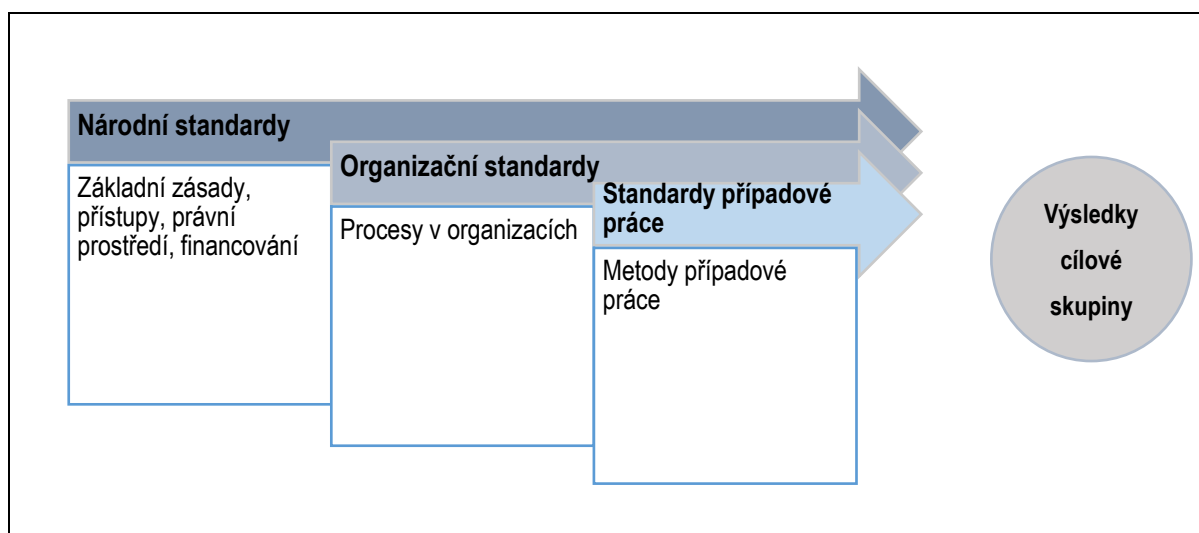 Národní standardy
Základní zásady,
přístupy, právní
prostředí, financování
Organizační standardy
Procesy v organizacích
Standardy případové
práce
Metody případové
práce
Výsledky
cílové
skupiny